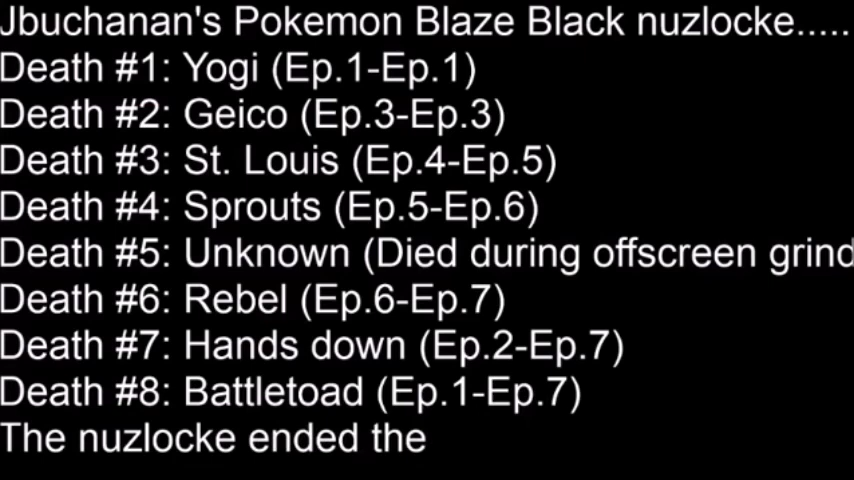 Jbuchanan's Pokemon Blaze Black nuzlocke.....
Death #1: Yogi (Ep.1-Ep.1)
Death #2: Geico (Ep.3-Ep.3)
Death #3: St. Louis (Ep.4-Ep.5)
Death #4: Sprouts (Ep.5-Ep.6)
Death #5: Unknown (Died during offscreen grind
Death #6: Rebel (Ep.6-Ep.7)
Death #7: Hands down (Ep.2-Ep.7)
Death #8: Battletoad (Ep.1-Ep.7)
The nuzlocke ended the